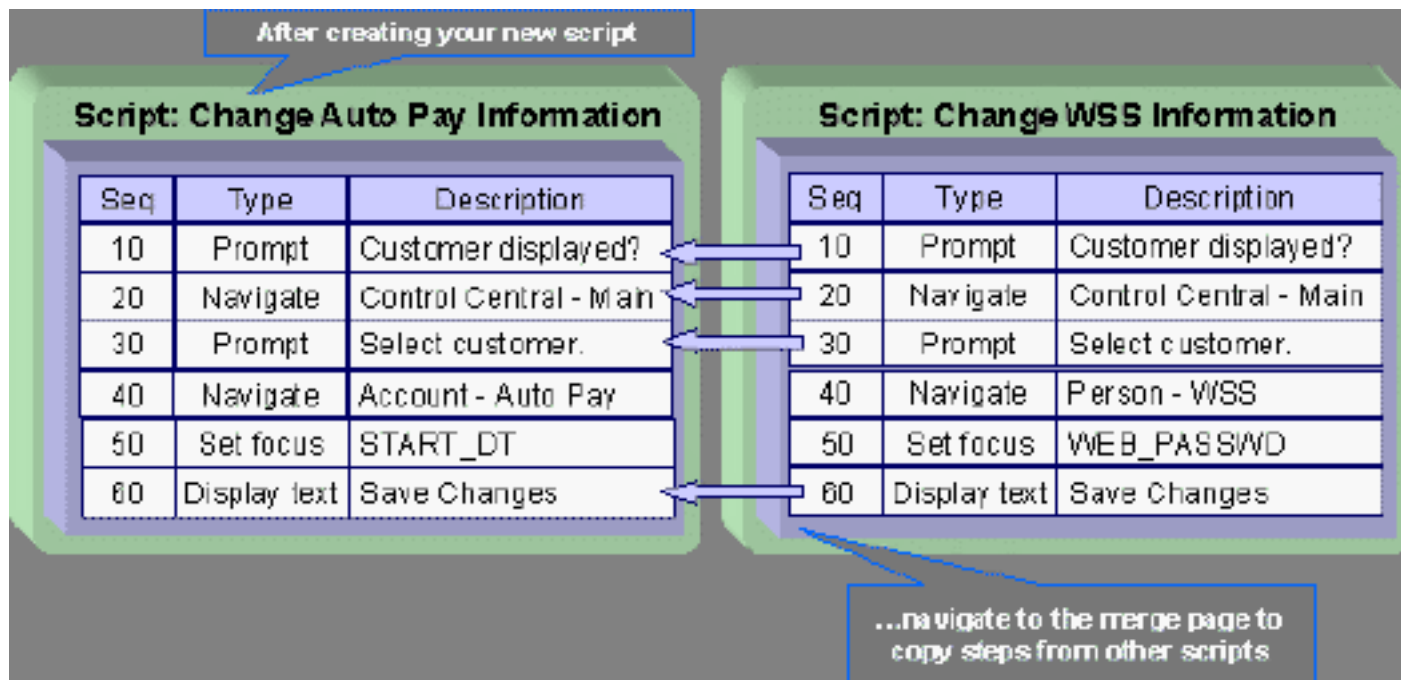 After creating your new script
Script: Change Auto Pay Information
Seq Type Description
10 Prompt Customer displayed?
20 Navigate Control Central - Main
30 Prompt Select customer.
40 Navigate Account - Auto Pay
50 Set focus START_DT
60 Display text Save Changes
Script: Change WSS Information
Seq Type Description
10 Prompt Customer displayed?
20 Navigate Control Central - Main
30 Prompt Select customer.
40 Navigate Person - WSS
50 Set focus WEB_PASSWD
60 Display text Save Changes
...navigate to the merge page to
copy steps from other scripts